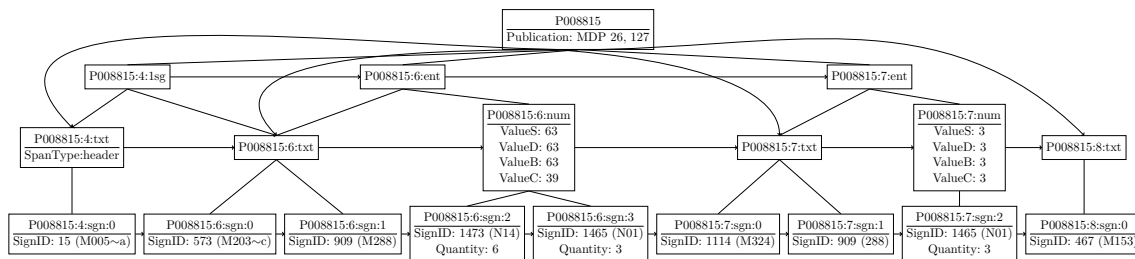 P008815
Publication: MDP 26, 127
P008815:4:1sg
P008815:6:ent
P008815:7:ent
P008815:4:txt
SpanType:header
P008815:6:txt
P008815:6:num
ValueS: 63
ValueD: 63
ValueB: 63
ValueC: 39
P008815:7:txt
P008815:7:num
ValueS: 3
ValueD: 3
ValueB: 3
ValueC: 3
P008815:8:txt
P008815:4:sgn:0
SignID: 15 (M005~a)
P008815:6:sgn:0
SignID: 573 (M203~c)
P008815:6:sgn:1
SignID: 909 (M288)
P008815:6:sgn:2
SignID: 1473 (N14)
Quantity: 6
P008815:6:sgn:3
SignID: 1465 (N01)
Quantity: 3
P008815:7:sgn:0
SignID: 1114 (M324)
P008815:7:sgn:1
SignID: 909 (288)
P008815:7:sgn:2
SignID: 1465 (N01)
Quantity: 3
P008815:8:sgn:0
SignID: 467 (M153)